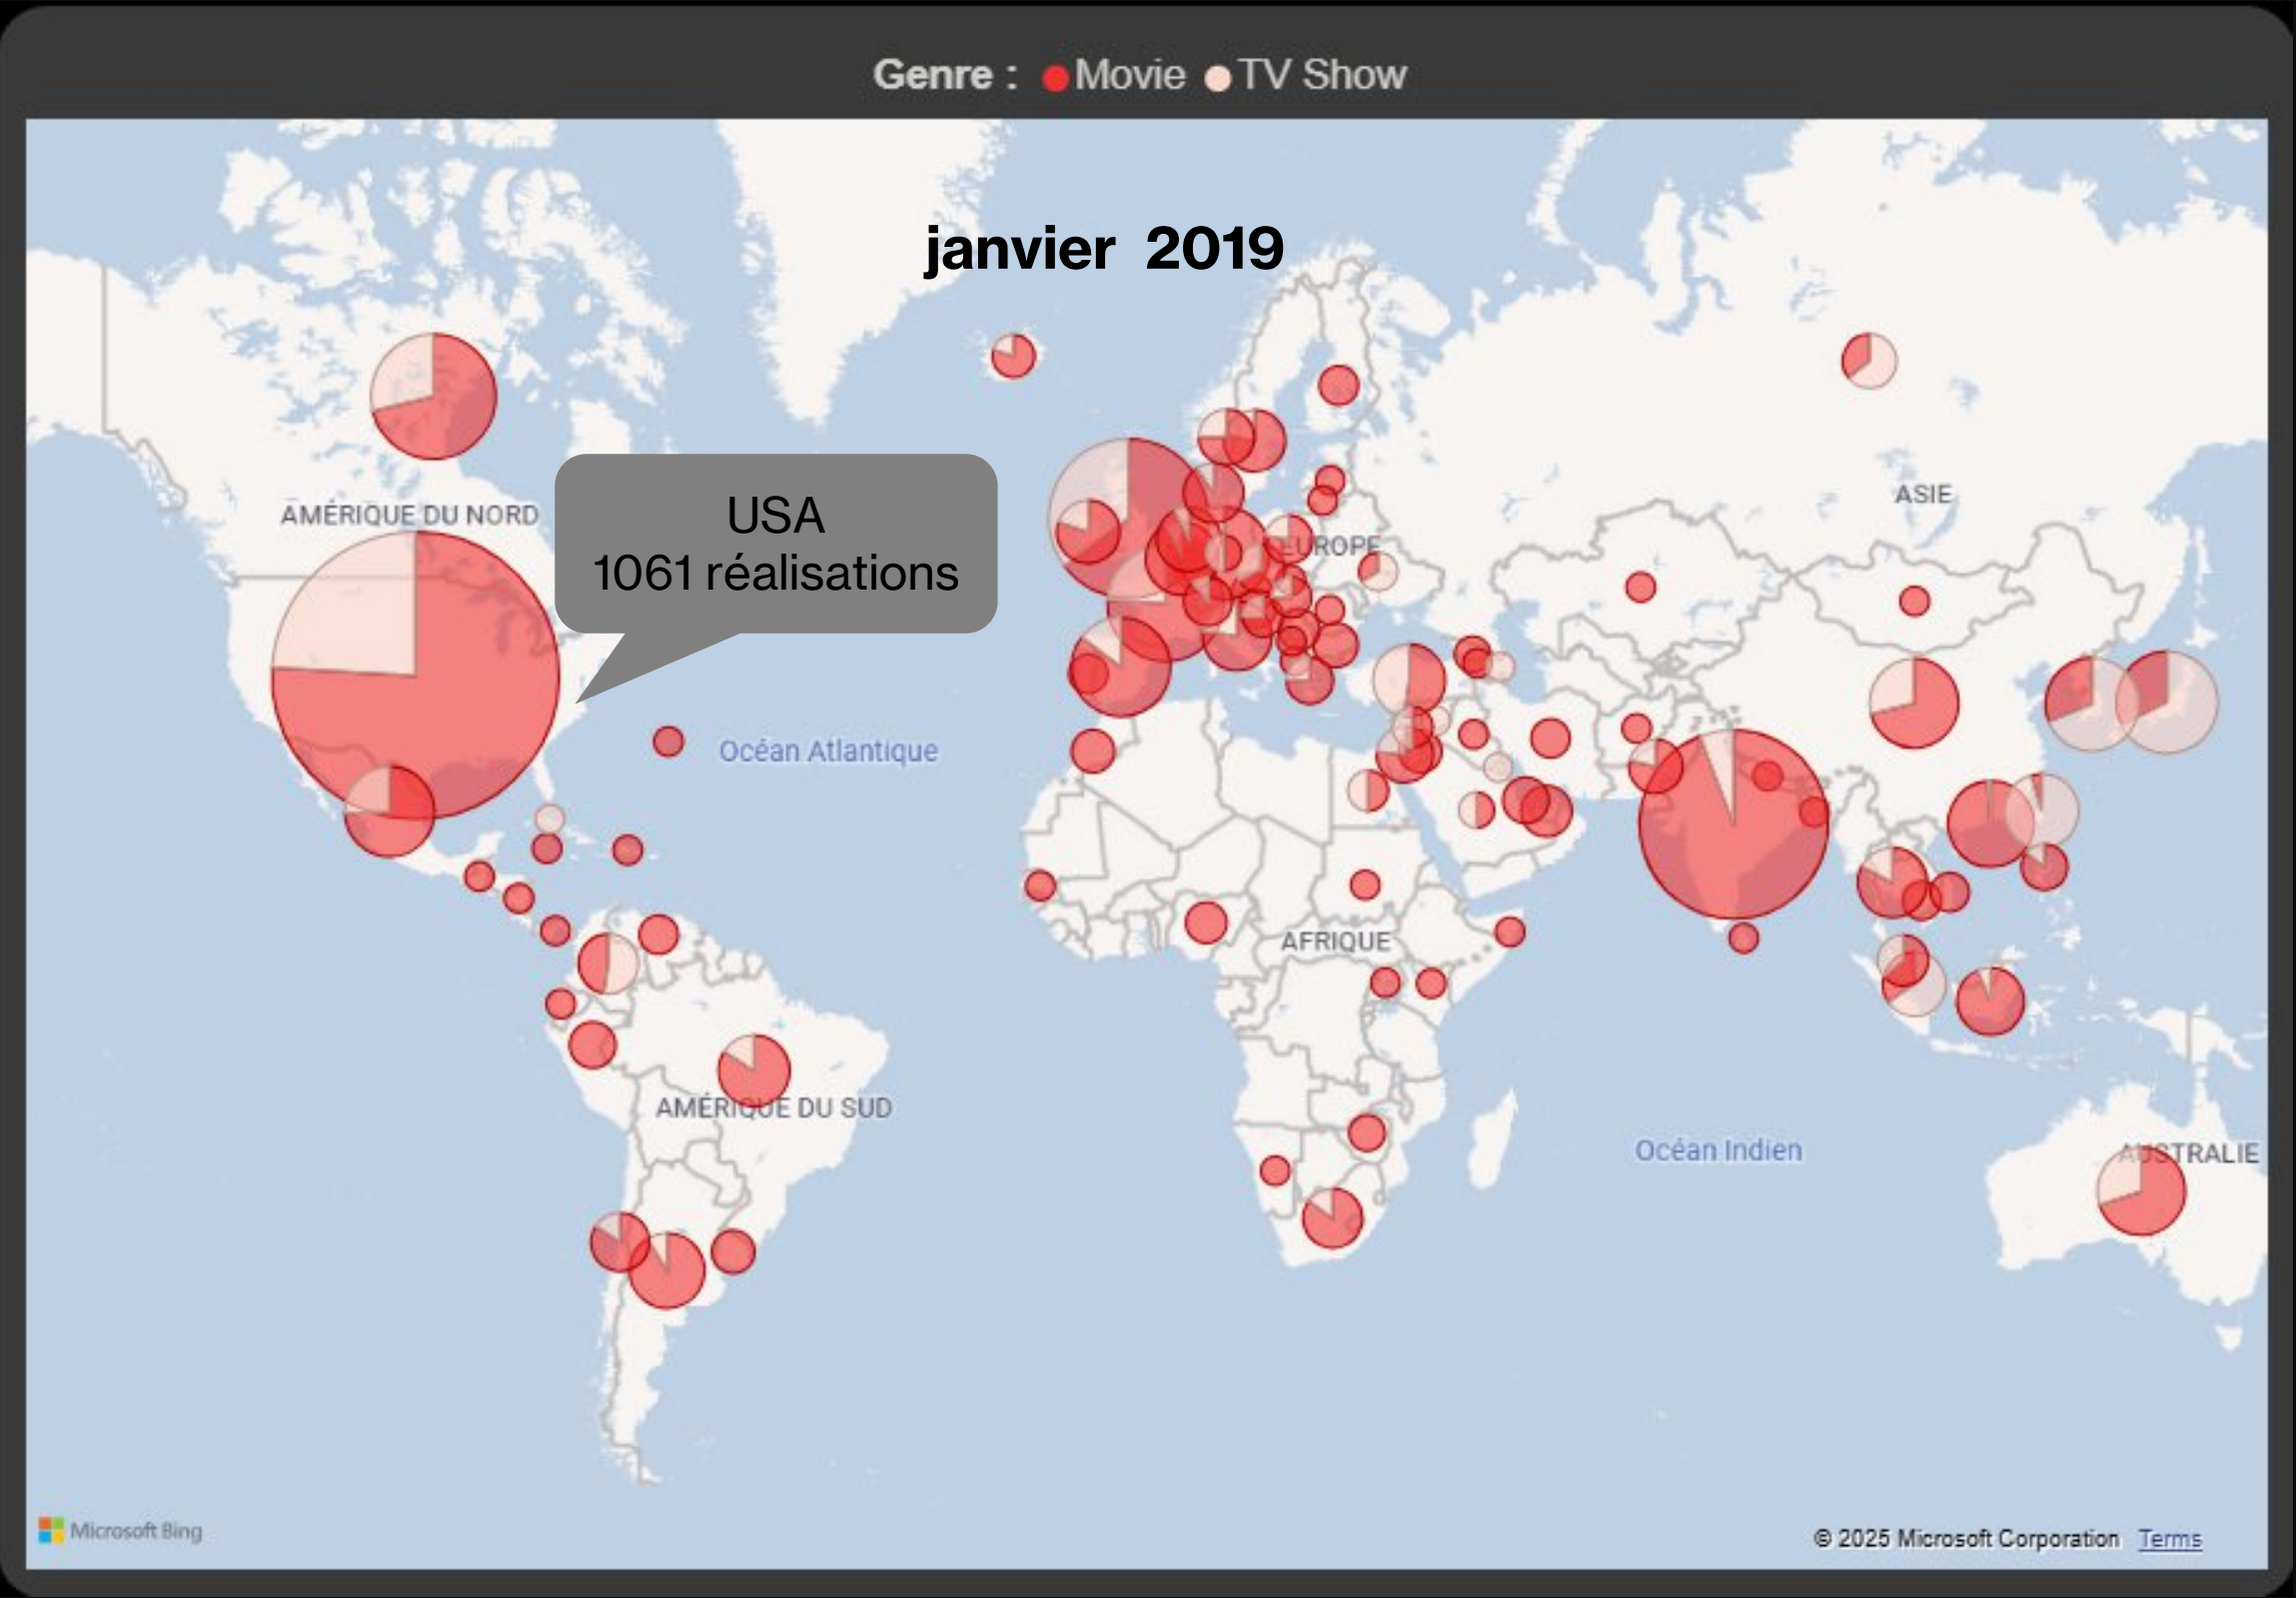 Genre : Movie TV Show
janvier 2019
ASIE
AMÉRIQUE DU NORD
USA
1061 réalisations
EUROPE
Océan Atlantique
AFRIQUE
AMÉRIQUE DU SUD
Océan Indien
AUSTRALIE
Microsoft Bing
© 2025 Microsoft Corporation Terms